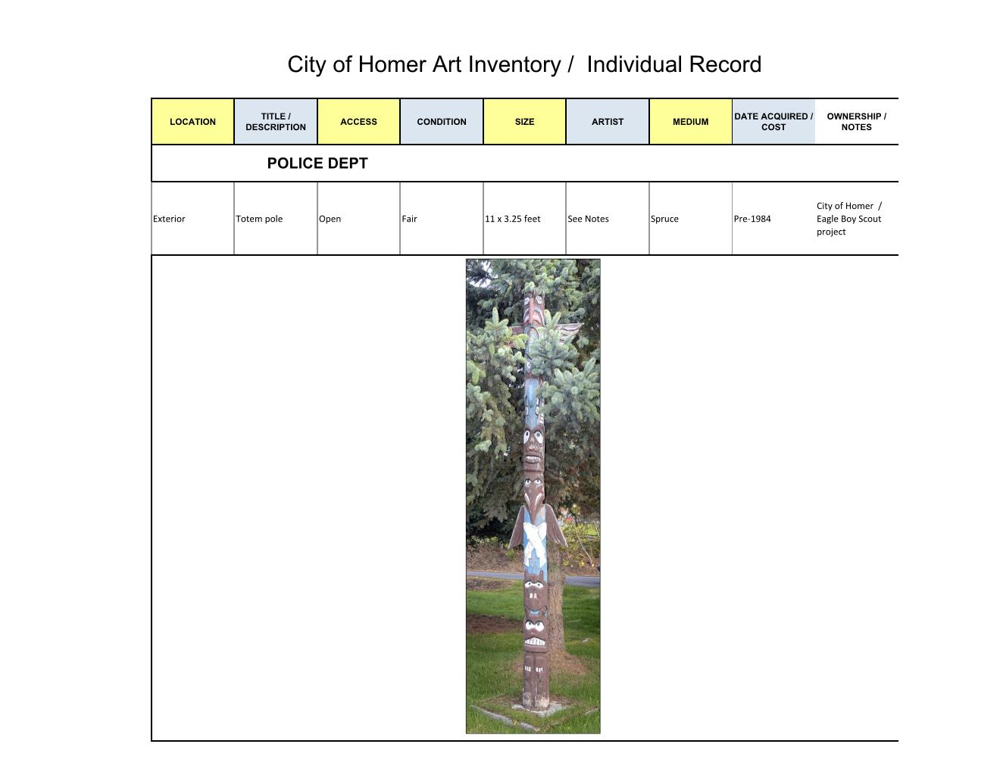 City of Homer Art Inventory /  Individual Record
LOCATION
TITLE /
DESCRIPTION
ACCESS
CONDITION
SIZE
ARTIST
MEDIUM
DATE ACQUIRED /
COST
OWNERSHIP /
NOTES
POLICE DEPT
Exterior
Totem pole
Open
Fair
11 x 3.25 feet
See Notes
Spruce
Pre-1984
City of Homer  /
Eagle Boy Scout
project